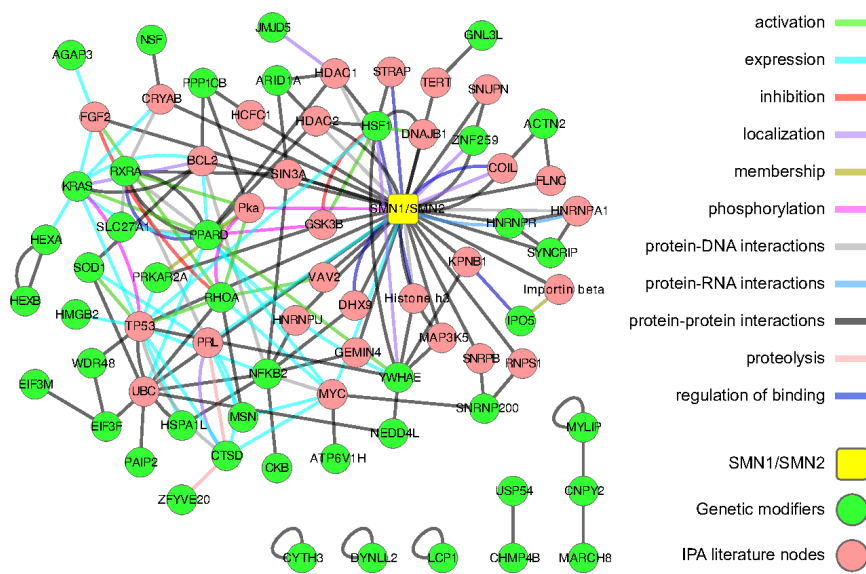 JMJD5
NSF
GNL3L
activation
AGAP3
HDAC1
STRAP
PPP1CB
ARID1A
TERT
expression
CRYAB
SNUPN
FGF2
HCFC1
HDAC2
HSF1
DNAJB1
ACTN2
inhibition
ZNF259
localization
RXRA
BCL2
COIL
KRAS
SIN3A
FLNC
membership
Pka
SMN1/SMN2
HNRNPA1
phosphorylation
SLC27A1
GSK3B
HNRNPR
HEXA
PPARD
protein-DNA interactions
SYNCRIP
SOD1
PRKAR2A
VAV2
KPNB1
HEXB
RHOA
DHX9
Histone h3
Importin beta
protein-RNA interactions
HMGB2
TP53
HNRNPU
IPO5
protein-protein interactions
PRL
MAP3K5
WDR48
GEMIN4
SNRPB
RNPS1
proteolysis
EIF3M
NFKB2
YWHAE
UBC
MYC
regulation of binding
EIF3F
HSPA1L
MSN
SNRNP200
NEDD4L
MYLIP
PAIP2
CTSD
CKB
ATP6V1H
SMN1/SMN2
ZFYVE20
USP54
CNPY2
Genetic modifiers
CYTH3
DYNLL2
LCP1
CHMP4B
MARCH8
IPA literature nodes